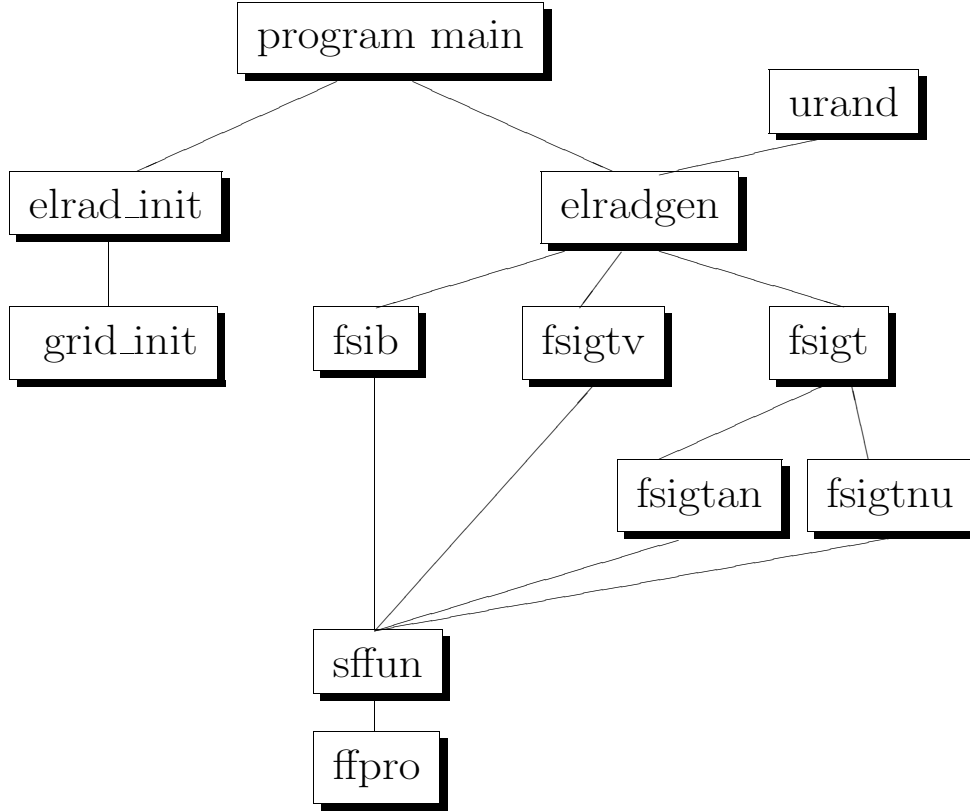 program main
urand
elrad_init
elradgen
grid_init
fsib
fsigtv
fsigt
fsigtan
fsigtnu
sffun
ffpro